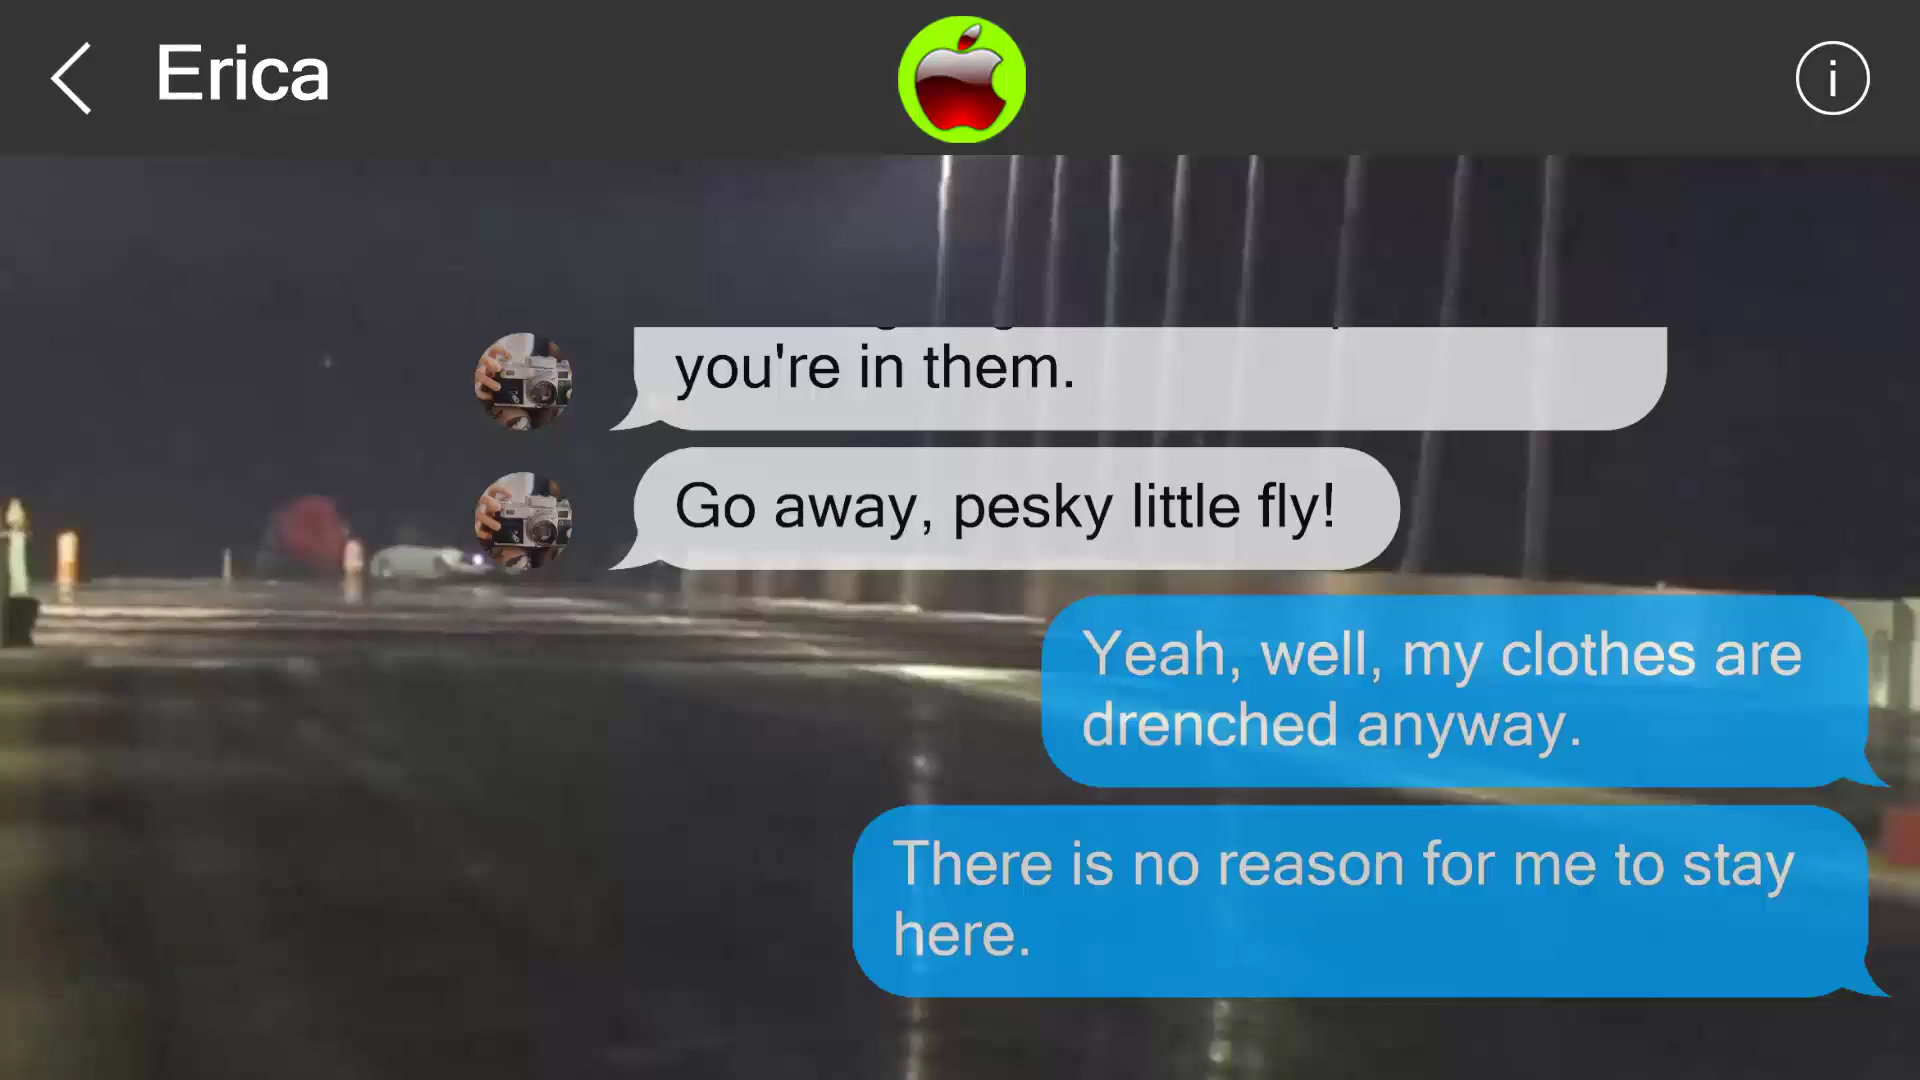 Erica
i
you're in them.
Go away, pesky little fly!
Yeah, well, my clothes are
drenched anyway.
There is no reason for me to stay
here.